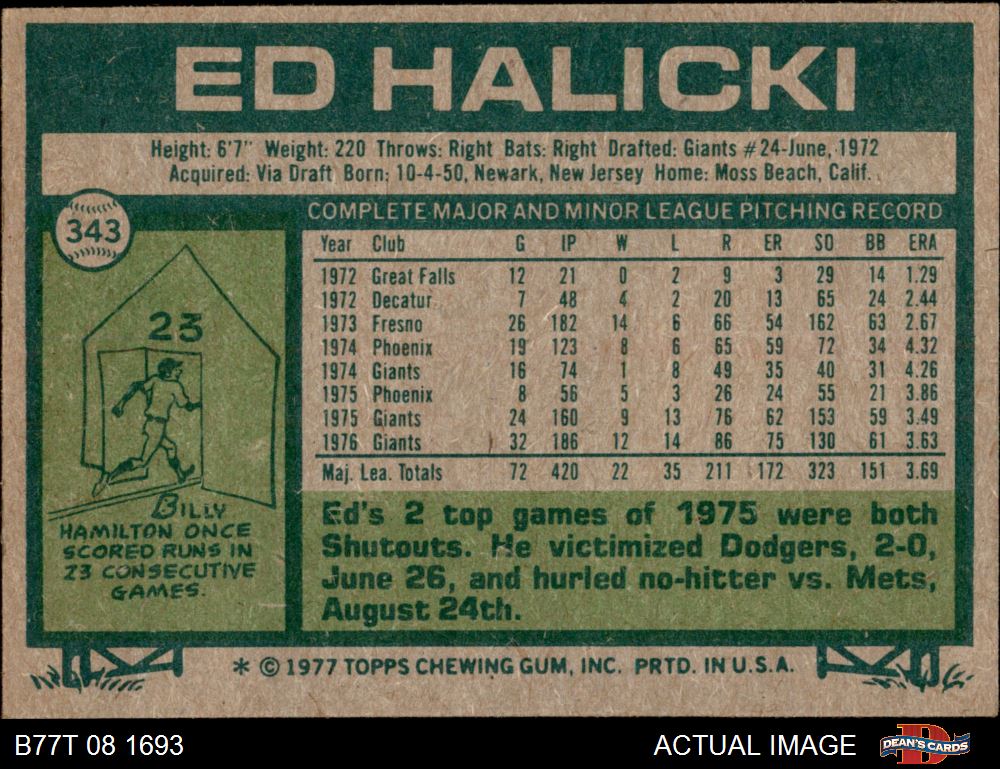 ED HALICKI
Height: 6'7" Weight: 220 Throws: Right Bats: Right Drafted: Giants #24-June, 1972
Acquired: Via Draft Born: 10-4-50, Newark, New Jersey Home: Moss Beach, Calif.
343
COMPLETE MAJOR AND MINOR LEAGUE PITCHING RECORD
Year Club G IP W L R ER SO BB ERA
1972 Great Falls 12 21 0 2 9 3 29 14 1.29
1972 Decatur 7 48 4 2 20 13 65 24 2.44
1973 Fresno 26 182 14 6 66 54 162 63 2.67
1974 Phoenix 19 123 8 6 65 59 72 34 4.32
1974 Giants 16 74 1 8 49 35 40 31 4.26
1975 Phoenix 8 56 5 3 26 24 55 21 3.86
1975 Giants 24 160 9 13 76 62 153 59 3.49
1976 Giants 32 186 12 14 86 75 130 61 3.63
Maj. Lea. Totals 72 420 22 35 211 172 323 151 3.69
23
BILLY
HAMILTON ONCE
SCORED RUNS IN
23 CONSECUTIVE
GAMES.
Ed's 2 top games of 1975 were both
Shutouts. He victimized Dodgers, 2-0,
June 26, and hurled no-hitter vs. Mets,
August 24th.
* © 1977 TOPPS CHEWING GUM, INC. PRTD. IN U.S.A.
B77T 08 1693
ACTUAL IMAGE
DEAN'S CARDS